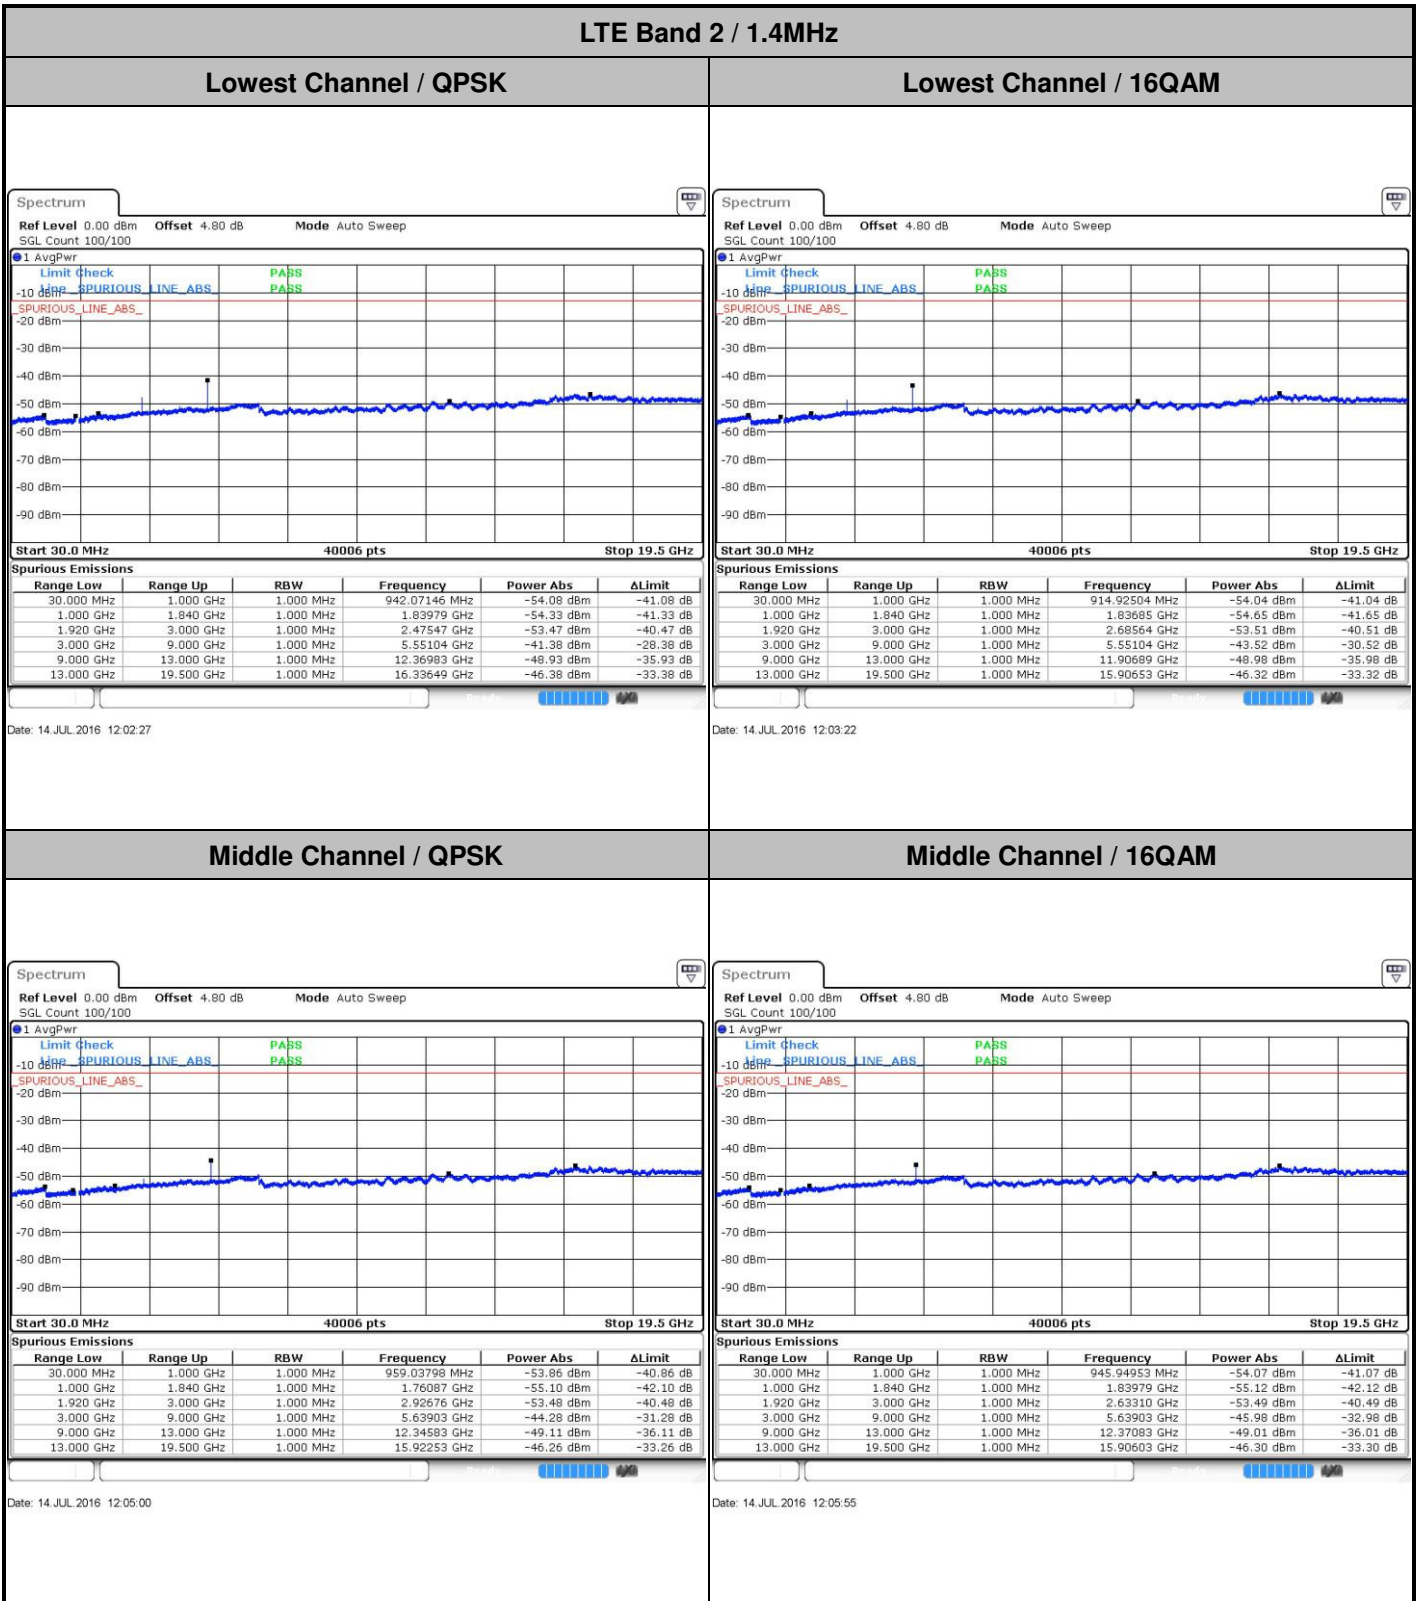 LTE Band 2 / 1.4MHz
Lowest Channel / QPSK
Lowest Channel / 16QAM
Spectrum
Ref Level 0.00 dBm Offset 4.80 dB Mode Auto Sweep
SGL Count 100/100
1 AvgPwr
Limit Check PASS
Line _SPURIOUS_LINE_ABS_ PASS
-10 dBm
_SPURIOUS_LINE_ABS_
-20 dBm
-30 dBm
-40 dBm
-50 dBm
-60 dBm
-70 dBm
-80 dBm
-90 dBm
Start 30.0 MHz 40006 pts Stop 19.5 GHz
Spurious Emissions
Range Low Range Up RBW Frequency Power Abs ΔLimit
30.000 MHz 1.000 GHz 1.000 MHz 942.07146 MHz -54.08 dBm -41.08 dB
1.000 GHz 1.840 GHz 1.000 MHz 1.83979 GHz -54.33 dBm -41.33 dB
1.920 GHz 3.000 GHz 1.000 MHz 2.47547 GHz -53.47 dBm -40.47 dB
3.000 GHz 9.000 GHz 1.000 MHz 5.55104 GHz -41.38 dBm -28.38 dB
9.000 GHz 13.000 GHz 1.000 MHz 12.36983 GHz -48.93 dBm -35.93 dB
13.000 GHz 19.500 GHz 1.000 MHz 16.33649 GHz -46.38 dBm -33.38 dB
Date: 14.JUL.2016 12:02:27
Spectrum
Ref Level 0.00 dBm Offset 4.80 dB Mode Auto Sweep
SGL Count 100/100
1 AvgPwr
Limit Check PASS
Line _SPURIOUS_LINE_ABS_ PASS
-10 dBm
_SPURIOUS_LINE_ABS_
-20 dBm
-30 dBm
-40 dBm
-50 dBm
-60 dBm
-70 dBm
-80 dBm
-90 dBm
Start 30.0 MHz 40006 pts Stop 19.5 GHz
Spurious Emissions
Range Low Range Up RBW Frequency Power Abs ΔLimit
30.000 MHz 1.000 GHz 1.000 MHz 914.92504 MHz -54.04 dBm -41.04 dB
1.000 GHz 1.840 GHz 1.000 MHz 1.83685 GHz -54.65 dBm -41.65 dB
1.920 GHz 3.000 GHz 1.000 MHz 2.68564 GHz -53.51 dBm -40.51 dB
3.000 GHz 9.000 GHz 1.000 MHz 5.55104 GHz -43.52 dBm -30.52 dB
9.000 GHz 13.000 GHz 1.000 MHz 11.90689 GHz -48.98 dBm -35.98 dB
13.000 GHz 19.500 GHz 1.000 MHz 15.90653 GHz -46.32 dBm -33.32 dB
Date: 14.JUL.2016 12:03:22
Middle Channel / QPSK
Middle Channel / 16QAM
Spectrum
Ref Level 0.00 dBm Offset 4.80 dB Mode Auto Sweep
SGL Count 100/100
1 AvgPwr
Limit Check PASS
Line _SPURIOUS_LINE_ABS_ PASS
-10 dBm
_SPURIOUS_LINE_ABS_
-20 dBm
-30 dBm
-40 dBm
-50 dBm
-60 dBm
-70 dBm
-80 dBm
-90 dBm
Start 30.0 MHz 40006 pts Stop 19.5 GHz
Spurious Emissions
Range Low Range Up RBW Frequency Power Abs ΔLimit
30.000 MHz 1.000 GHz 1.000 MHz 959.03798 MHz -53.86 dBm -40.86 dB
1.000 GHz 1.840 GHz 1.000 MHz 1.76087 GHz -55.10 dBm -42.10 dB
1.920 GHz 3.000 GHz 1.000 MHz 2.92676 GHz -53.48 dBm -40.48 dB
3.000 GHz 9.000 GHz 1.000 MHz 5.63903 GHz -44.28 dBm -31.28 dB
9.000 GHz 13.000 GHz 1.000 MHz 12.34583 GHz -49.11 dBm -36.11 dB
13.000 GHz 19.500 GHz 1.000 MHz 15.92253 GHz -46.26 dBm -33.26 dB
Date: 14.JUL.2016 12:05:00
Spectrum
Ref Level 0.00 dBm Offset 4.80 dB Mode Auto Sweep
SGL Count 100/100
1 AvgPwr
Limit Check PASS
Line _SPURIOUS_LINE_ABS_ PASS
-10 dBm
_SPURIOUS_LINE_ABS_
-20 dBm
-30 dBm
-40 dBm
-50 dBm
-60 dBm
-70 dBm
-80 dBm
-90 dBm
Start 30.0 MHz 40006 pts Stop 19.5 GHz
Spurious Emissions
Range Low Range Up RBW Frequency Power Abs ΔLimit
30.000 MHz 1.000 GHz 1.000 MHz 945.94953 MHz -54.07 dBm -41.07 dB
1.000 GHz 1.840 GHz 1.000 MHz 1.83979 GHz -55.12 dBm -42.12 dB
1.920 GHz 3.000 GHz 1.000 MHz 2.63310 GHz -53.49 dBm -40.49 dB
3.000 GHz 9.000 GHz 1.000 MHz 5.63903 GHz -45.98 dBm -32.98 dB
9.000 GHz 13.000 GHz 1.000 MHz 12.37083 GHz -49.01 dBm -36.01 dB
13.000 GHz 19.500 GHz 1.000 MHz 15.90603 GHz -46.30 dBm -33.30 dB
Date: 14.JUL.2016 12:05:55